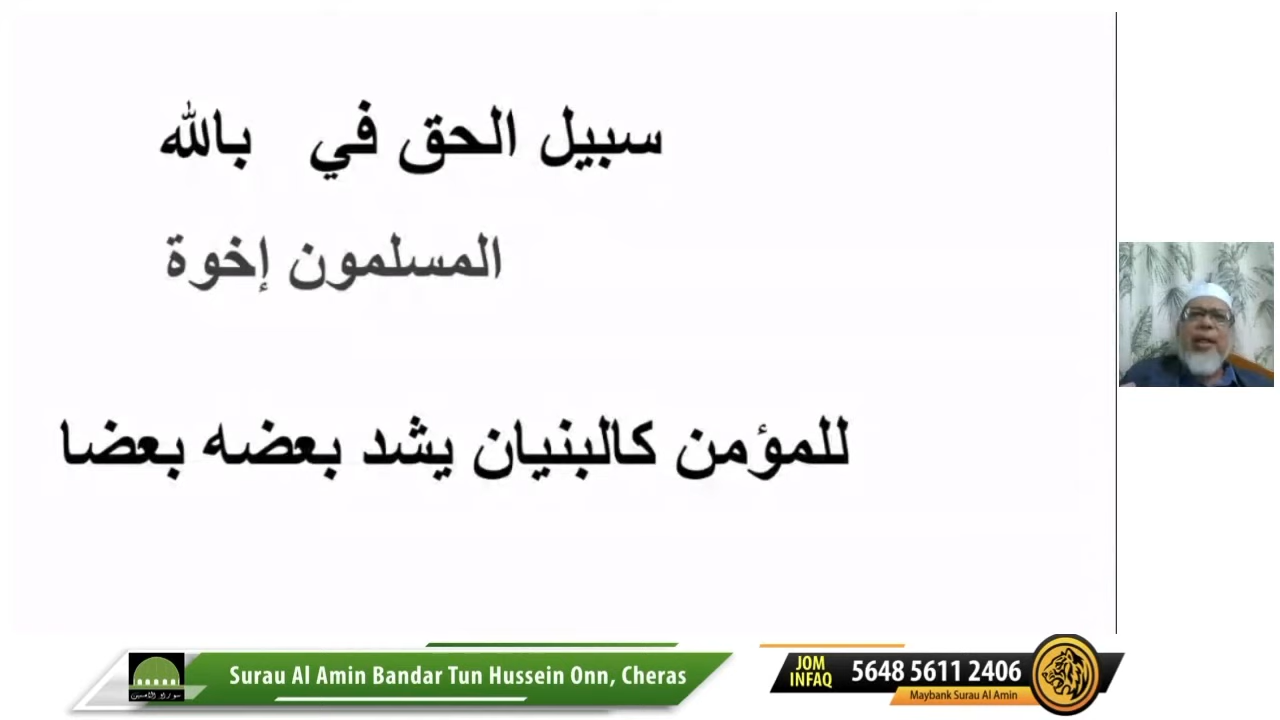 سبيل الحق في بالله
المسلمون إخوة
للمؤمن كالبنيان يشد بعضه بعضا
Surau Al Amin Bandar Tun Hussein Onn, Cheras
JOM INFAQ
5648 5611 2406
Maybank Surau Al Amin